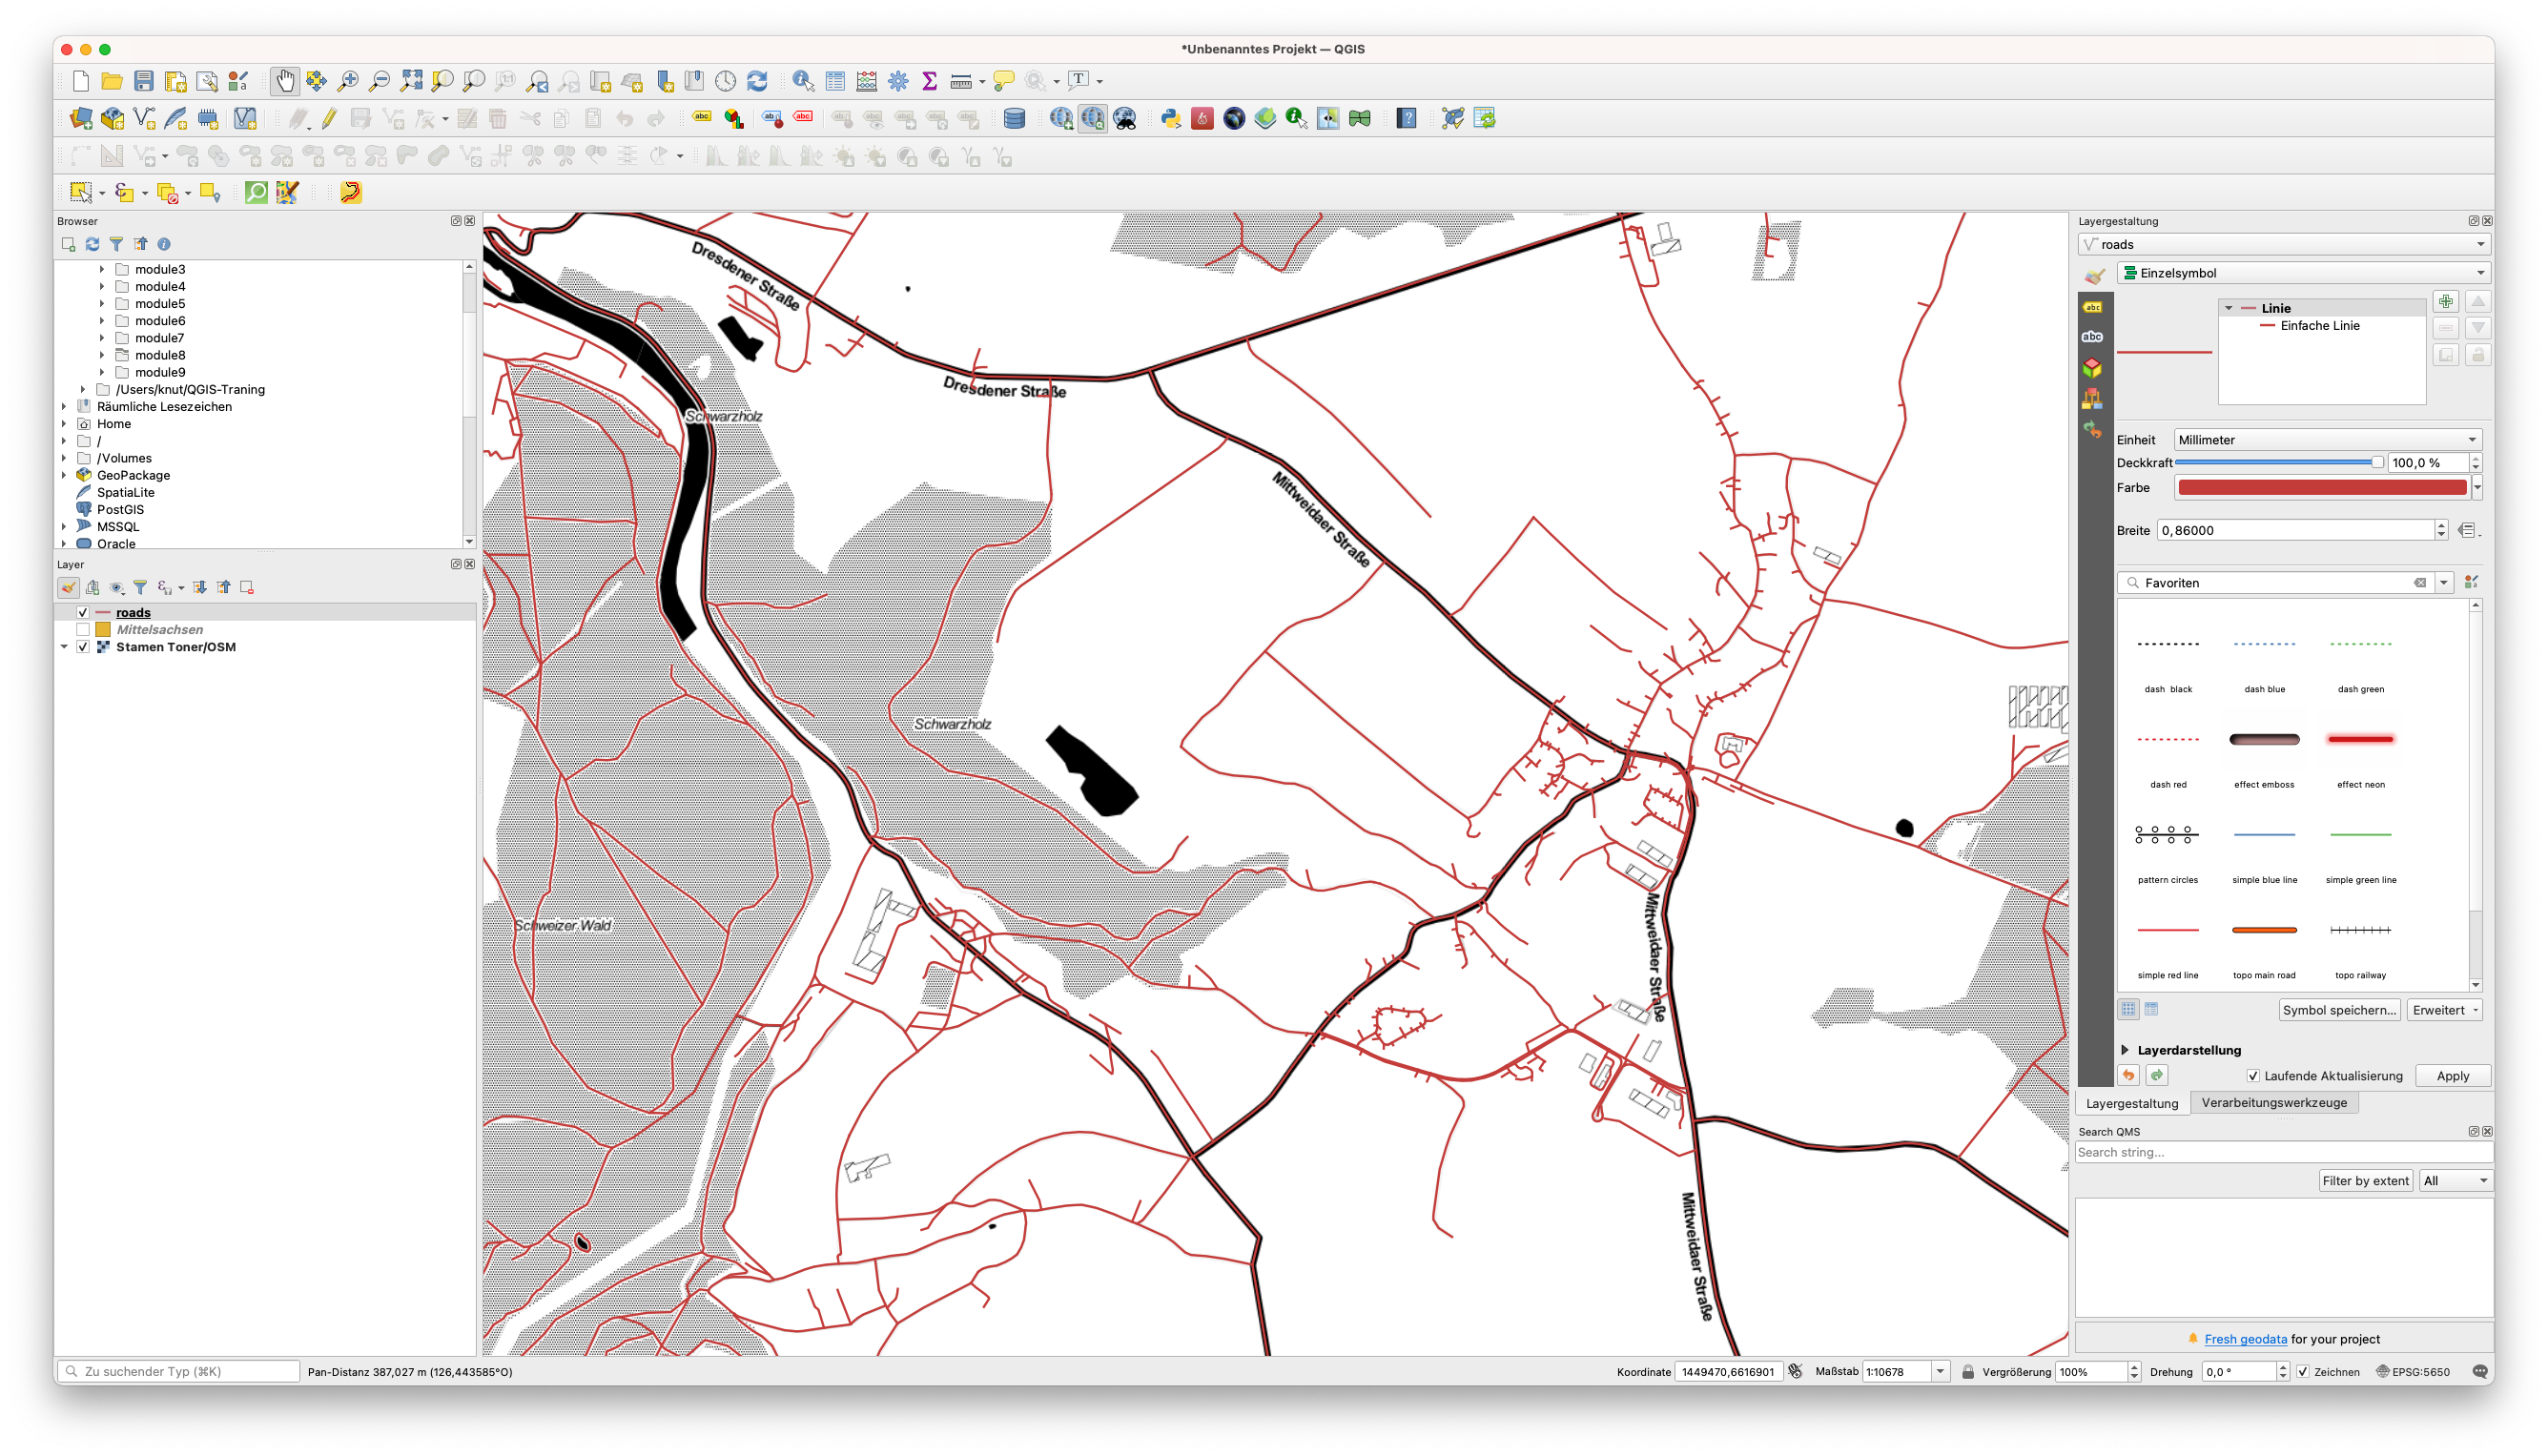 *Unbenanntes Projekt — QGIS
Browser
module3
module4
module5
module6
module7
module8
module9
/Users/knut/QGIS-Traning
Räumliche Lesezeichen
Home
/
/Volumes
GeoPackage
SpatiaLite
PostGIS
MSSQL
Oracle
Layer
roads
Mittelsachsen
Stamen Toner/OSM
Dresdener Straße
Dresdener Straße
Schwarzholz
Mittweidaer Straße
Schwarzholz
Schweizer Wald
Mittweidaer Straße
Mittweidaer Straße
Layergestaltung
roads
Einzelsymbol
Linie
Einfache Linie
Einheit Millimeter
Deckkraft 100,0 %
Farbe
Breite 0,86000
Favoriten
dash black dash blue dash green
dash red effect emboss effect neon
pattern circles simple blue line simple green line
simple red line topo main road topo railway
Symbol speichern... Erweitert
Layerdarstellung
Laufende Aktualisierung Apply
Layergestaltung Verarbeitungswerkzeuge
Search QMS
Search string...
Filter by extent All
Fresh geodata for your project
Zu suchender Typ (⌘K) Pan-Distanz 387,027 m (126,443585°O) Koordinate 1449470,6616901 Maßstab 1:10678 Vergrößerung 100% Drehung 0,0 ° Zeichnen EPSG:5650